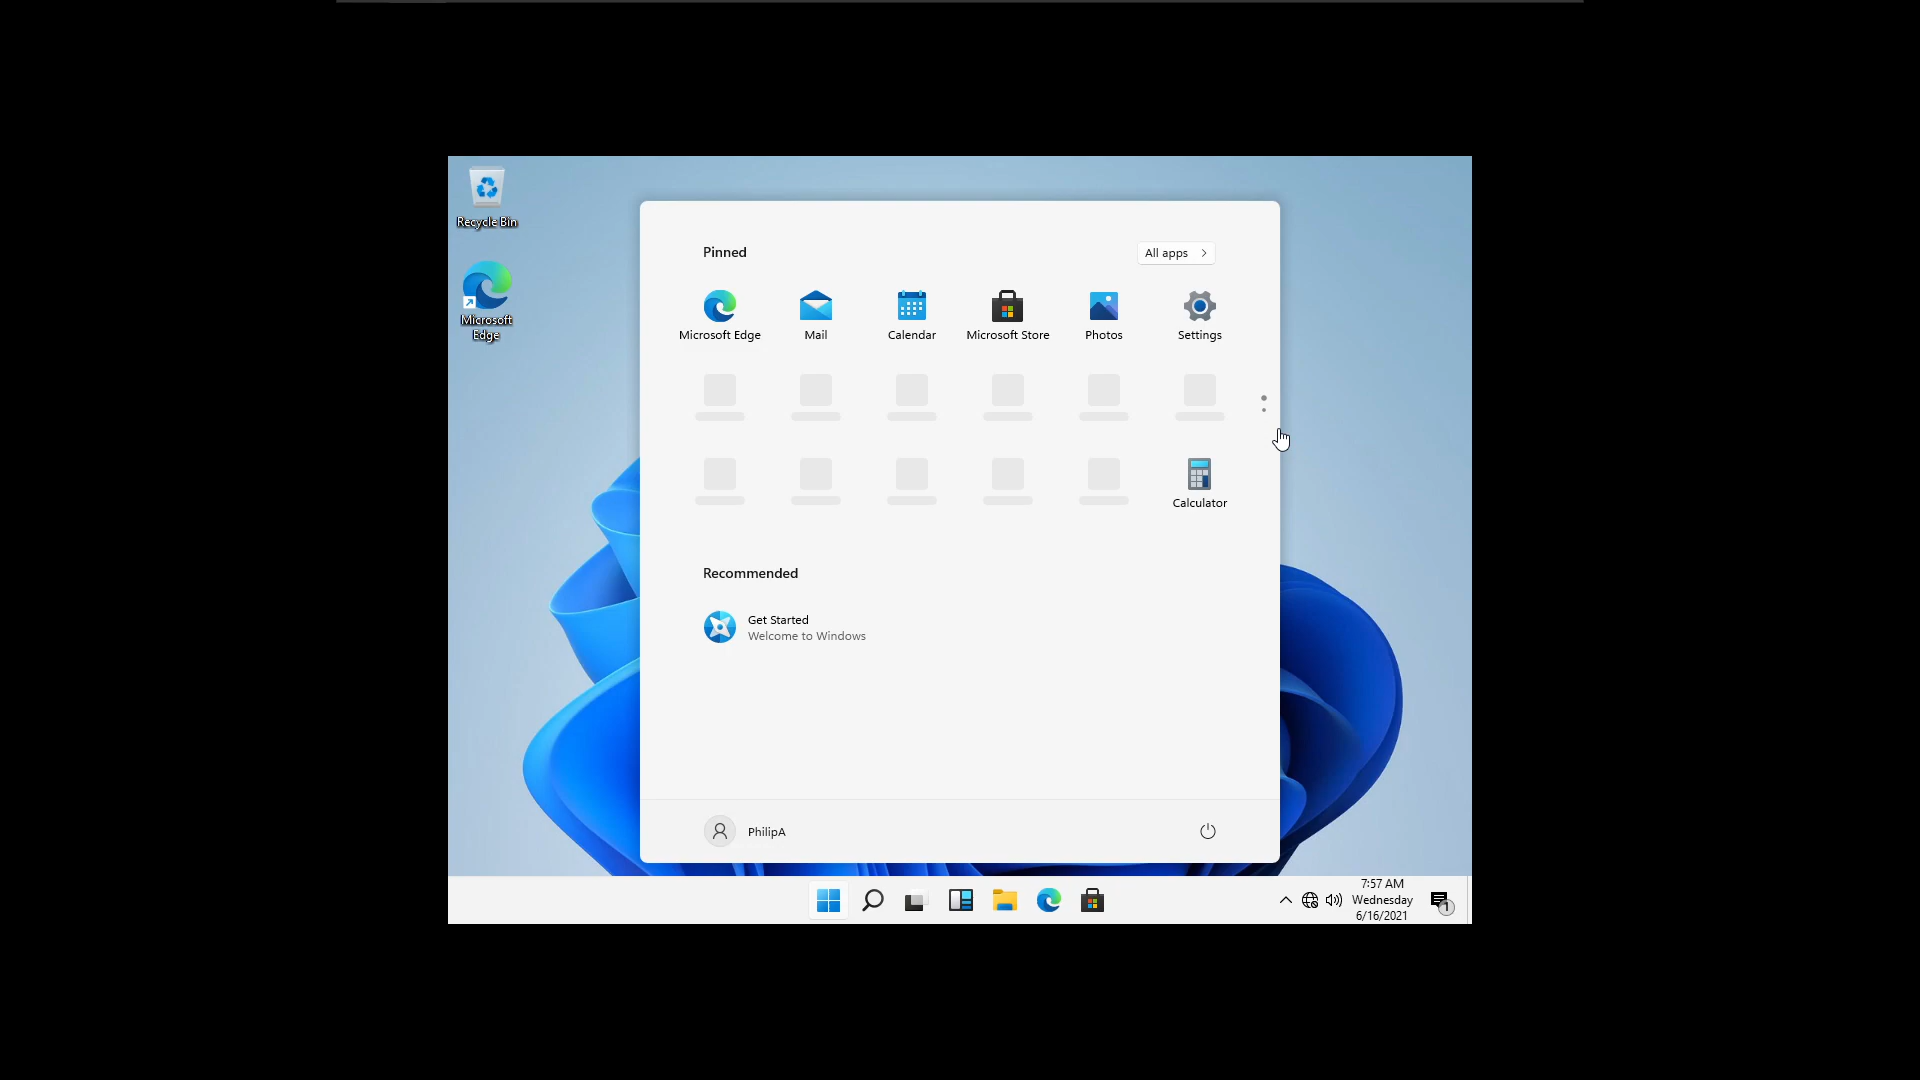 Recycle Bin
Microsoft
Edge
Pinned
All apps
Microsoft Edge
Mail
Calendar
Microsoft Store
Photos
Settings
Calculator
Recommended
Get Started
Welcome to Windows
PhilipA
7:57 AM
Wednesday
6/16/2021
1